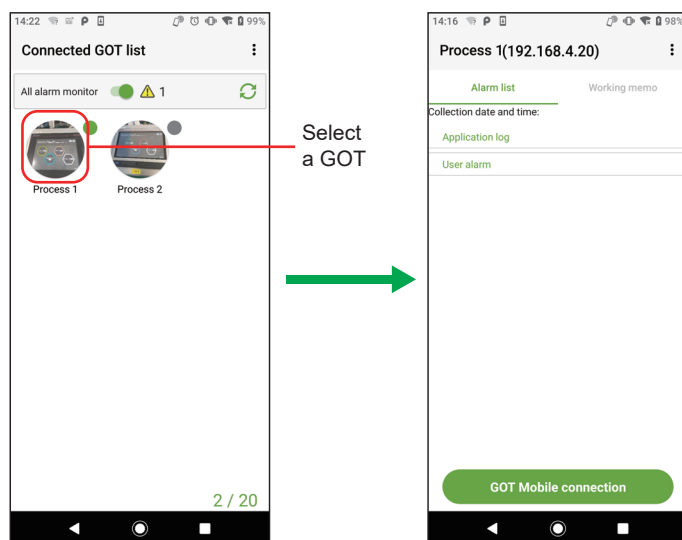 14:22
99%
Connected GOT list
All alarm monitor
1
Process 1
Process 2
2 / 20
Select
a GOT
14:16
98%
Process 1(192.168.4.20)
Alarm list
Working memo
Collection date and time:
Application log
User alarm
GOT Mobile connection